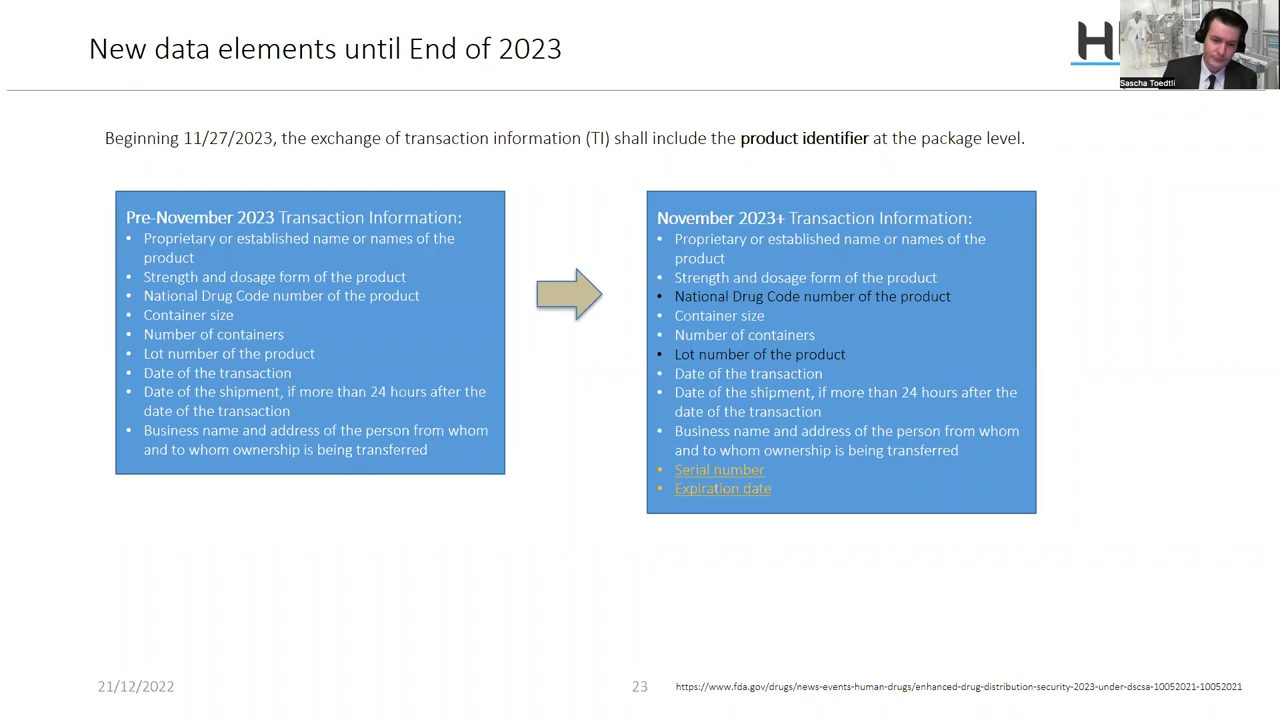 New data elements until End of 2023
Sascha Toedtli
Beginning 11/27/2023, the exchange of transaction information (TI) shall include the product identifier at the package level.
Pre-November 2023 Transaction Information:
• Proprietary or established name or names of the
product
• Strength and dosage form of the product
• National Drug Code number of the product
• Container size
• Number of containers
• Lot number of the product
• Date of the transaction
• Date of the shipment, if more than 24 hours after the
date of the transaction
• Business name and address of the person from whom
and to whom ownership is being transferred
November 2023+ Transaction Information:
• Proprietary or established name or names of the
product
• Strength and dosage form of the product
• National Drug Code number of the product
• Container size
• Number of containers
• Lot number of the product
• Date of the transaction
• Date of the shipment, if more than 24 hours after the
date of the transaction
• Business name and address of the person from whom
and to whom ownership is being transferred
• Serial number
• Expiration date
21/12/2022
23
https://www.fda.gov/drugs/news-events-human-drugs/enhanced-drug-distribution-security-2023-under-dscsa-10052021-10052021